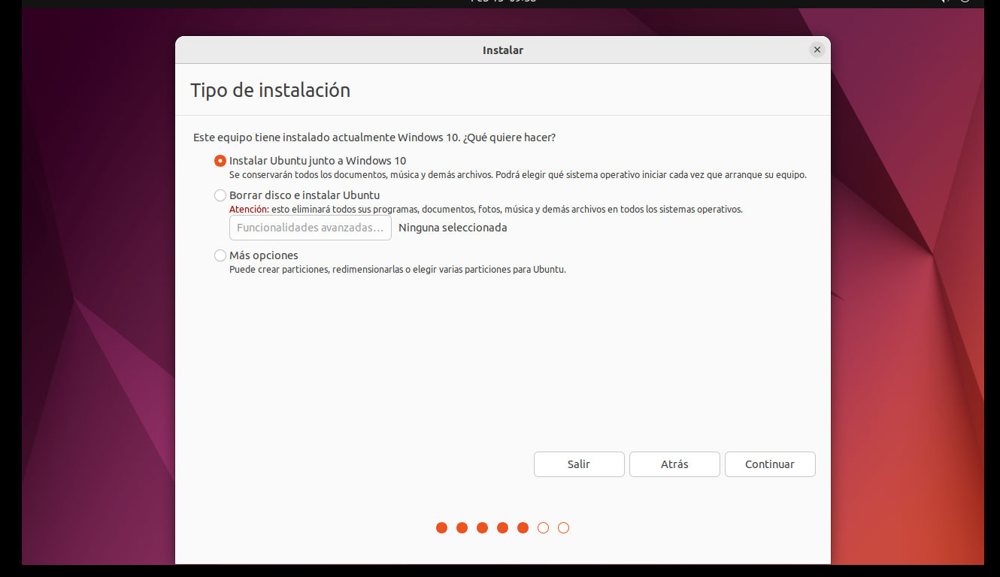 Instalar
Tipo de instalación
Este equipo tiene instalado actualmente Windows 10. ¿Qué quiere hacer?
Instalar Ubuntu junto a Windows 10
Se conservarán todos los documentos, música y demás archivos. Podrá elegir qué sistema operativo iniciar cada vez que arranque su equipo.
Borrar disco e instalar Ubuntu
Atención: esto eliminará todos sus programas, documentos, fotos, música y demás archivos en todos los sistemas operativos.
Funcionalidades avanzadas... Ninguna seleccionada
Más opciones
Puede crear particiones, redimensionarlas o elegir varias particiones para Ubuntu.
Salir Atrás Continuar